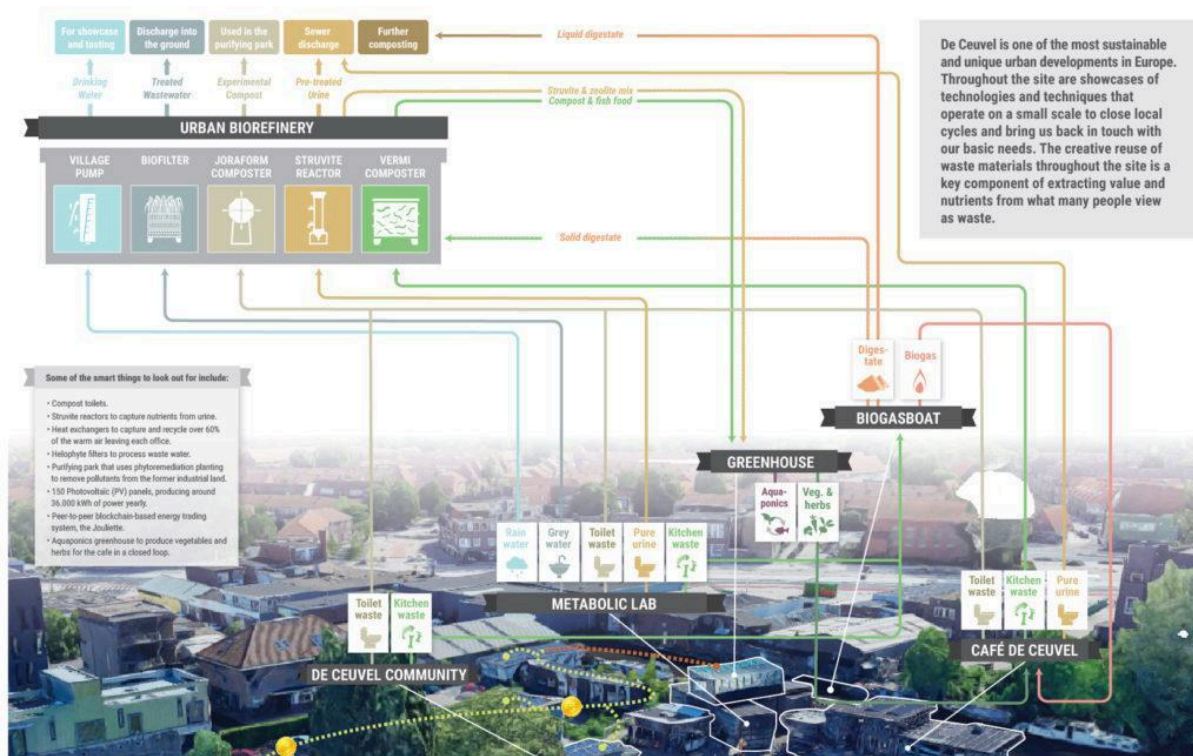 For showcase
and testing
Discharge into
the ground
Used in the
purifying park
Sewer
discharge
Further
composting
Liquid digestate
Drinking
Water
Treated
Wastewater
Experimental
Compost
Pre-treated
Urine
Struvite & zeolite mix
Compost & fish food
URBAN BIOREFINERY
VILLAGE
PUMP
BIOFILTER
JORAFORM
COMPOSTER
STRUVITE
REACTOR
VERMI
COMPOSTER
Solid digestate
De Ceuvel is one of the most sustainable
and unique urban developments in Europe.
Throughout the site are showcases of
technologies and techniques that
operate on a small scale to close local
cycles and bring us back in touch with
our basic needs. The creative reuse of
waste materials throughout the site is a
key component of extracting value and
nutrients from what many people view
as waste.
Diges-
tate
Biogas
BIOGASBOAT
Some of the smart things to look out for include:
• Compost toilets.
• Struvite reactors to capture nutrients from urine.
• Heat exchangers to capture and recycle over 60%
of the warm air leaving each office.
• Helophyte filters to process waste water.
• Purifying park that uses phytoremediation planting
to remove pollutants from the former industrial land.
• 150 Photovoltaic (PV) panels, producing around
36.000 kWh of power yearly.
• Peer-to-peer blockchain-based energy trading
system, the Jouliette.
• Aquaponics greenhouse to produce vegetables and
herbs for the cafe in a closed loop.
GREENHOUSE
Aqua-
ponics
Veg. &
herbs
Rain
water
Grey
water
Toilet
waste
Pure
urine
Kitchen
waste
METABOLIC LAB
Toilet
waste
Kitchen
waste
DE CEUVEL COMMUNITY
Toilet
waste
Kitchen
waste
Pure
urine
CAFÉ DE CEUVEL